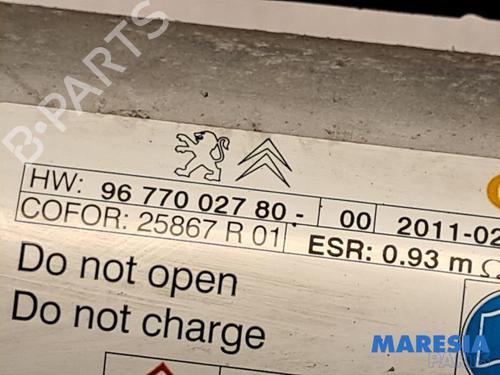 B-PARTS
HW: 96 770 027 80 - 00 2011-02
COFOR: 25867 R 01 ESR: 0.93 m Ω
Do not open
Do not charge
MARESIA
PARTS